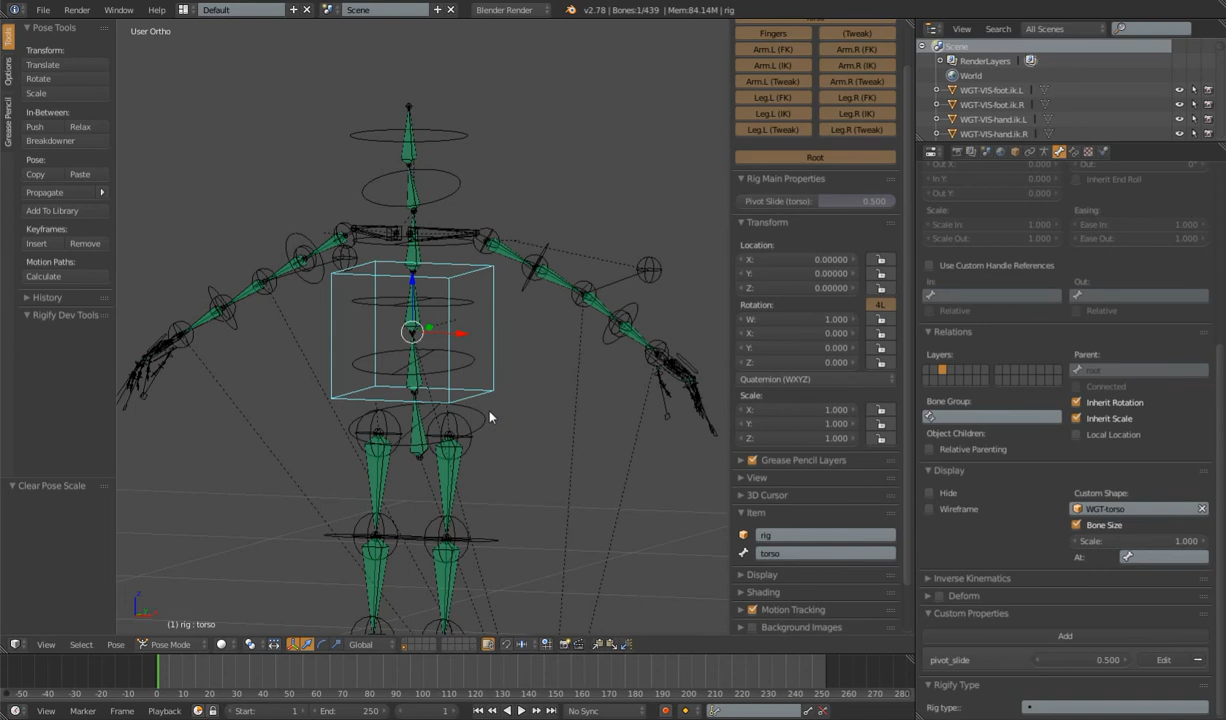 File Render Window Help Default Scene Blender Render v2.78 | Bones:1/439 | Mem:84.14M | rig
Tools
Options
Grease Pencil
Pose Tools
Transform:
Translate
Rotate
Scale
In-Between:
Push Relax
Breakdowner
Pose:
Copy Paste
Propagate
Add To Library
Keyframes:
Insert Remove
Motion Paths:
Calculate
History
Rigify Dev Tools
Clear Pose Scale
User Ortho
(1) rig : torso
Fingers (Tweak)
Arm.L (FK) Arm.R (FK)
Arm.L (IK) Arm.R (IK)
Arm.L (Tweak) Arm.R (Tweak)
Leg.L (FK) Leg.R (FK)
Leg.L (IK) Leg.R (IK)
Leg.L (Tweak) Leg.R (Tweak)
Root
Rig Main Properties
Pivot Slide (torso): 0.500
Transform
Location:
X: 0.00000
Y: 0.00000
Z: 0.00000
Rotation: 4L
W: 1.000
X: 0.000
Y: 0.000
Z: 0.000
Quaternion (WXYZ)
Scale:
X: 1.000
Y: 1.000
Z: 1.000
Grease Pencil Layers
View
3D Cursor
Item
rig
torso
Display
Shading
Motion Tracking
Background Images
View Search All Scenes
Scene
RenderLayers
World
WGT-VIS-foot.ik.L
WGT-VIS-foot.ik.R
WGT-VIS-hand.ik.L
WGT-VIS-hand.ik.R
Out X: 0.000 Out: 0°
In Y: 0.000 Inherit End Roll
Out Y: 0.000
Scale: Easing:
Scale In: 1.000 Ease In: 1.000
Scale Out: 1.000 Ease Out: 1.000
Use Custom Handle References
In: Out:
Relative Relative
Relations
Layers: Parent:
root
Connected
Bone Group: Inherit Rotation
Inherit Scale
Object Children: Local Location
Relative Parenting
Display
Hide Custom Shape:
Wireframe WGT-torso
Bone Size
Scale: 1.000
At:
Inverse Kinematics
Deform
Custom Properties
Add
pivot_slide 0.500 Edit
Rigify Type
Rig type:
View Select Pose Pose Mode Global
-50 -40 -30 -20 -10 0 10 20 30 40 50 60 70 80 90 100 110 120 130 140 150 160 170 180 190 200 210 220 230 240 250 260 270 280
View Marker Frame Playback Start: 1 End: 250 1 No Sync